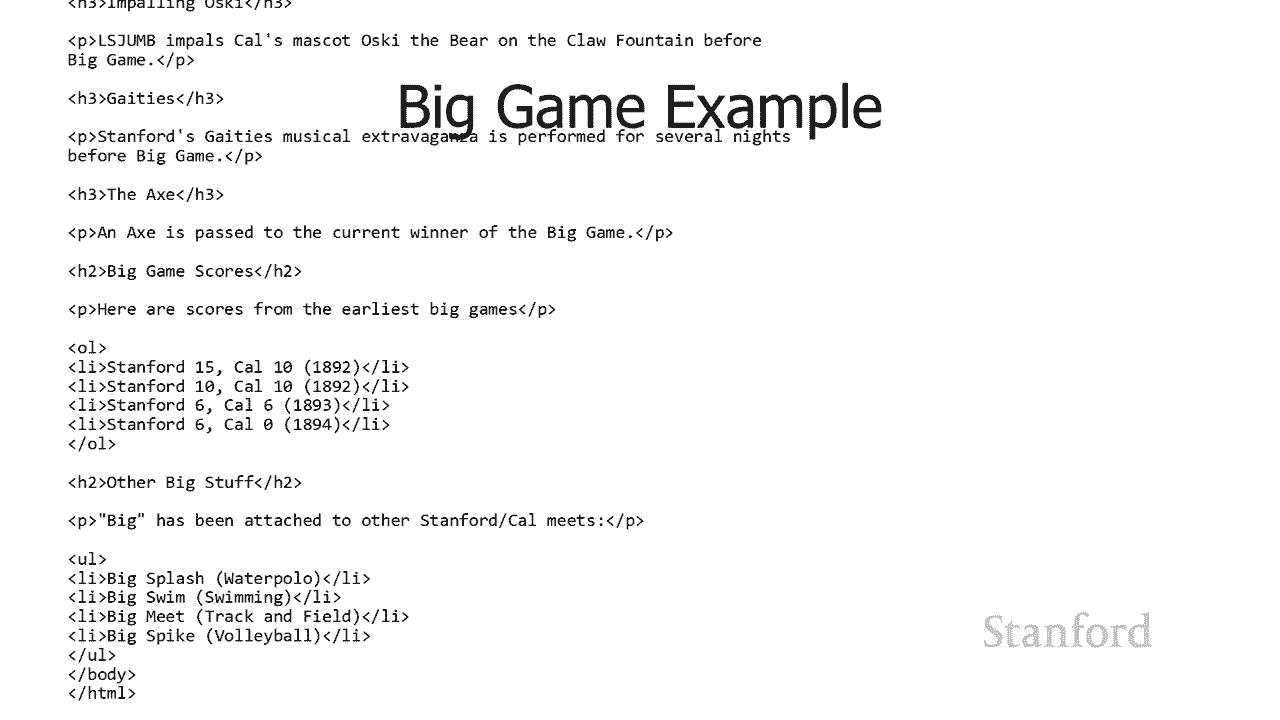 <h3>Impalling Oski</h3>
<p>LSJUMB impals Cal's mascot Oski the Bear on the Claw Fountain before
Big Game.</p>
Big Game Example
<h3>Gaities</h3>
<p>Stanford's Gaities musical extravaganza is performed for several nights
before Big Game.</p>
<h3>The Axe</h3>
<p>An Axe is passed to the current winner of the Big Game.</p>
<h2>Big Game Scores</h2>
<p>Here are scores from the earliest big games</p>
<ol>
<li>Stanford 15, Cal 10 (1892)</li>
<li>Stanford 10, Cal 10 (1892)</li>
<li>Stanford 6, Cal 6 (1893)</li>
<li>Stanford 6, Cal 0 (1894)</li>
</ol>
<h2>Other Big Stuff</h2>
<p>"Big" has been attached to other Stanford/Cal meets:</p>
<ul>
<li>Big Splash (Waterpolo)</li>
<li>Big Swim (Swimming)</li>
<li>Big Meet (Track and Field)</li>
<li>Big Spike (Volleyball)</li>
</ul>
</body>
</html>
Stanford